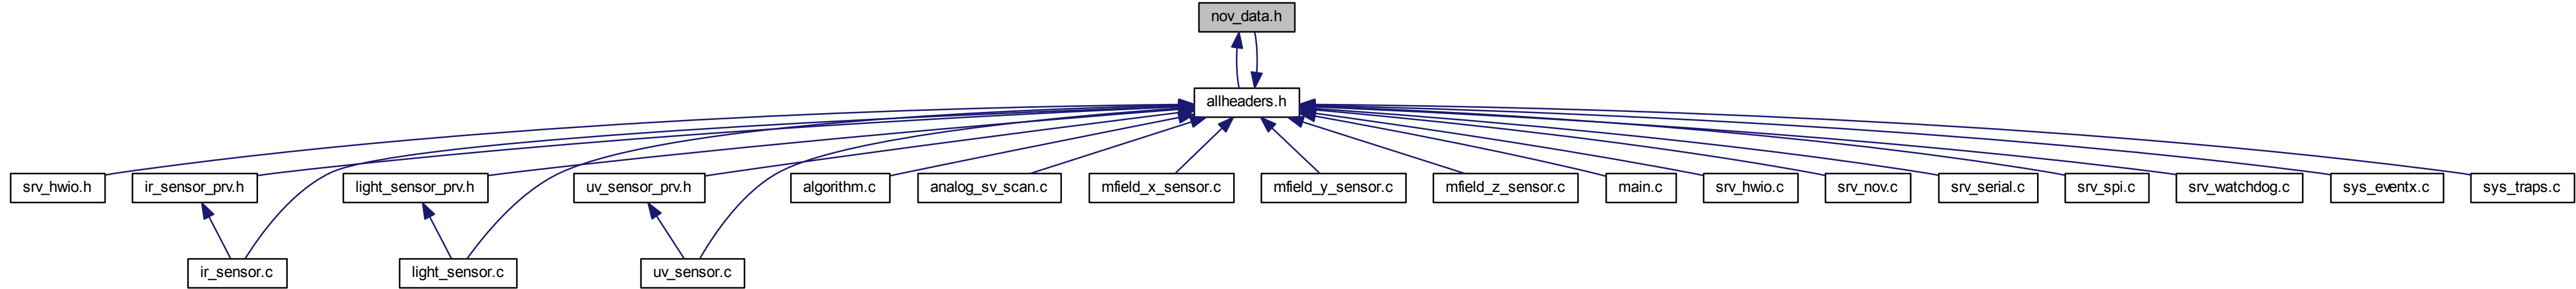 nov_data.h
allheaders.h
srv_hwio.h
ir_sensor_prv.h
light_sensor_prv.h
uv_sensor_prv.h
algorithm.c
analog_sv_scan.c
mfield_x_sensor.c
mfield_y_sensor.c
mfield_z_sensor.c
main.c
srv_hwio.c
srv_nov.c
srv_serial.c
srv_spi.c
srv_watchdog.c
sys_eventx.c
sys_traps.c
ir_sensor.c
light_sensor.c
uv_sensor.c